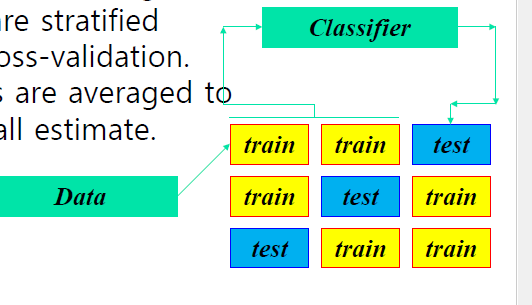 are stratified
oss-validation.
s are averaged to
all estimate.
Classifier
Data
train train test
train test train
test train train